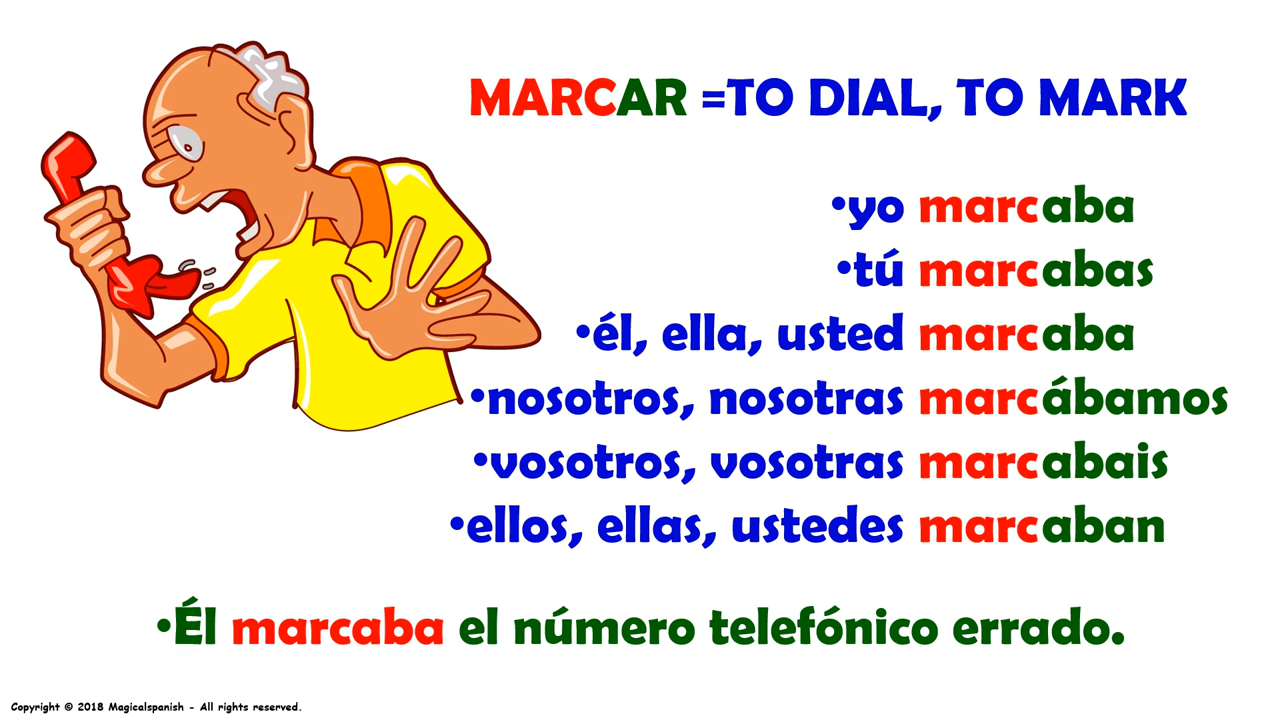 MARCAR =TO DIAL, TO MARK
•yo marcaba
•tú marcabas
•él, ella, usted marcaba
•nosotros, nosotras marcábamos
•vosotros, vosotras marcabais
•ellos, ellas, ustedes marcaban
•Él marcaba el número telefónico errado.
Copyright © 2018 Magicalspanish - All rights reserved.